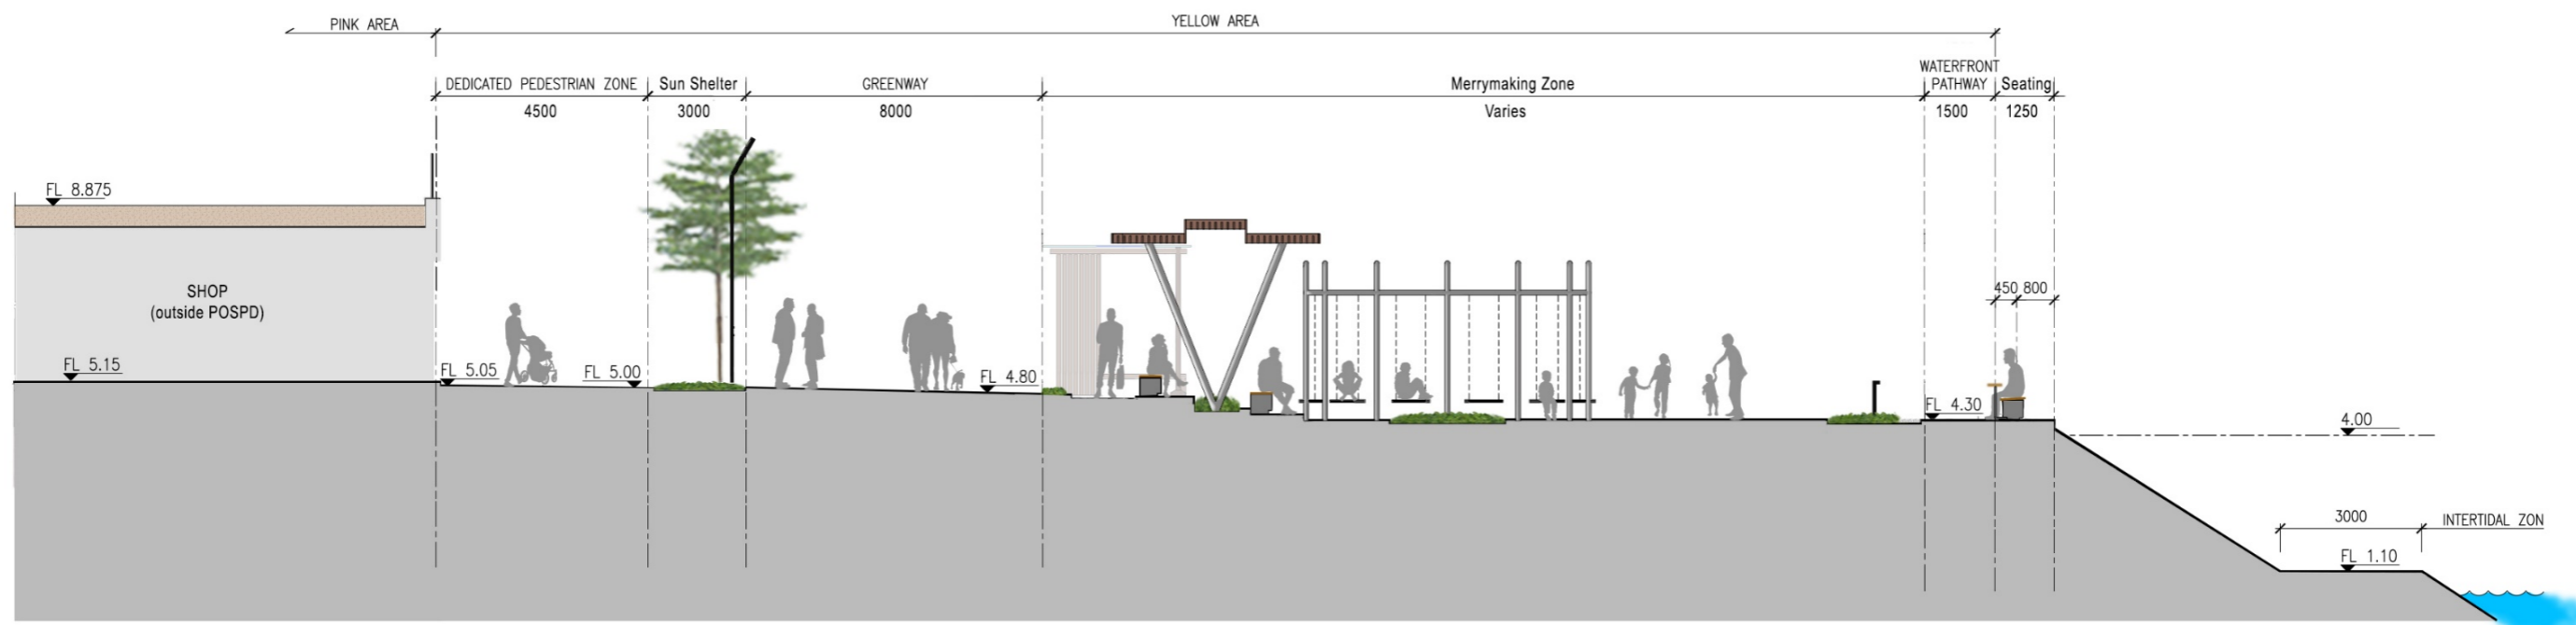 PINK AREA
YELLOW AREA
DEDICATED PEDESTRIAN ZONE
4500
Sun Shelter
3000
GREENWAY
8000
Merrymaking Zone
Varies
WATERFRONT
PATHWAY
1500
Seating
1250
FL 8.875
SHOP
(outside POSPD)
450 800
FL 5.15
FL 5.05
FL 5.00
FL 4.80
FL 4.30
4.00
3000
INTERTIDAL ZON
FL 1.10